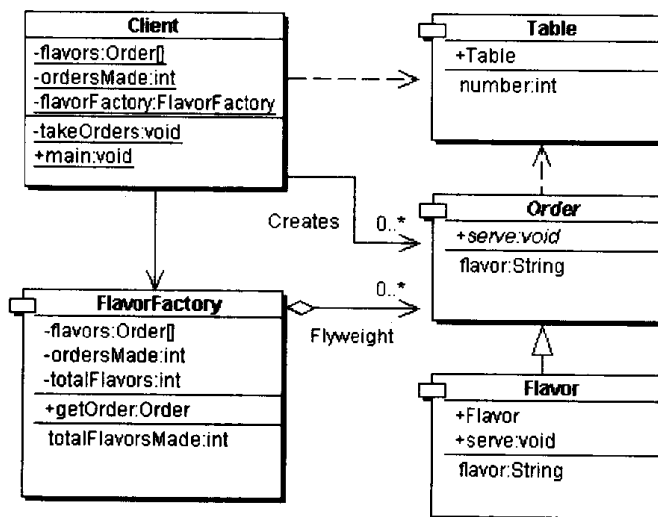 Client
-flavors:Order[]
-ordersMade:int
-flavorFactory:FlavorFactory
-takeOrders:void
+main:void
Table
+Table
number:int
Creates
0..*
Order
+serve:void
flavor:String
FlavorFactory
-flavors:Order[]
-ordersMade:int
-totalFlavors:int
+getOrder:Order
totalFlavorsMade:int
0..*
Flyweight
Flavor
+Flavor
+serve:void
flavor:String